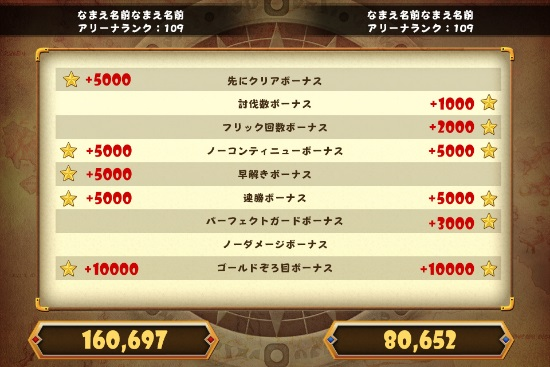 なまえ名前なまえ名前 なまえ名前なまえ名前
アリーナランク：109 アリーナランク：109
+5000 先にクリアボーナス
討伐数ボーナス +1000
フリック回数ボーナス +2000
+5000 ノーコンティニューボーナス +5000
+5000 早解きボーナス
+5000 連勝ボーナス +5000
パーフェクトガードボーナス +3000
ノーダメージボーナス
+10000 ゴールドぞろ目ボーナス +10000
160,697 80,652